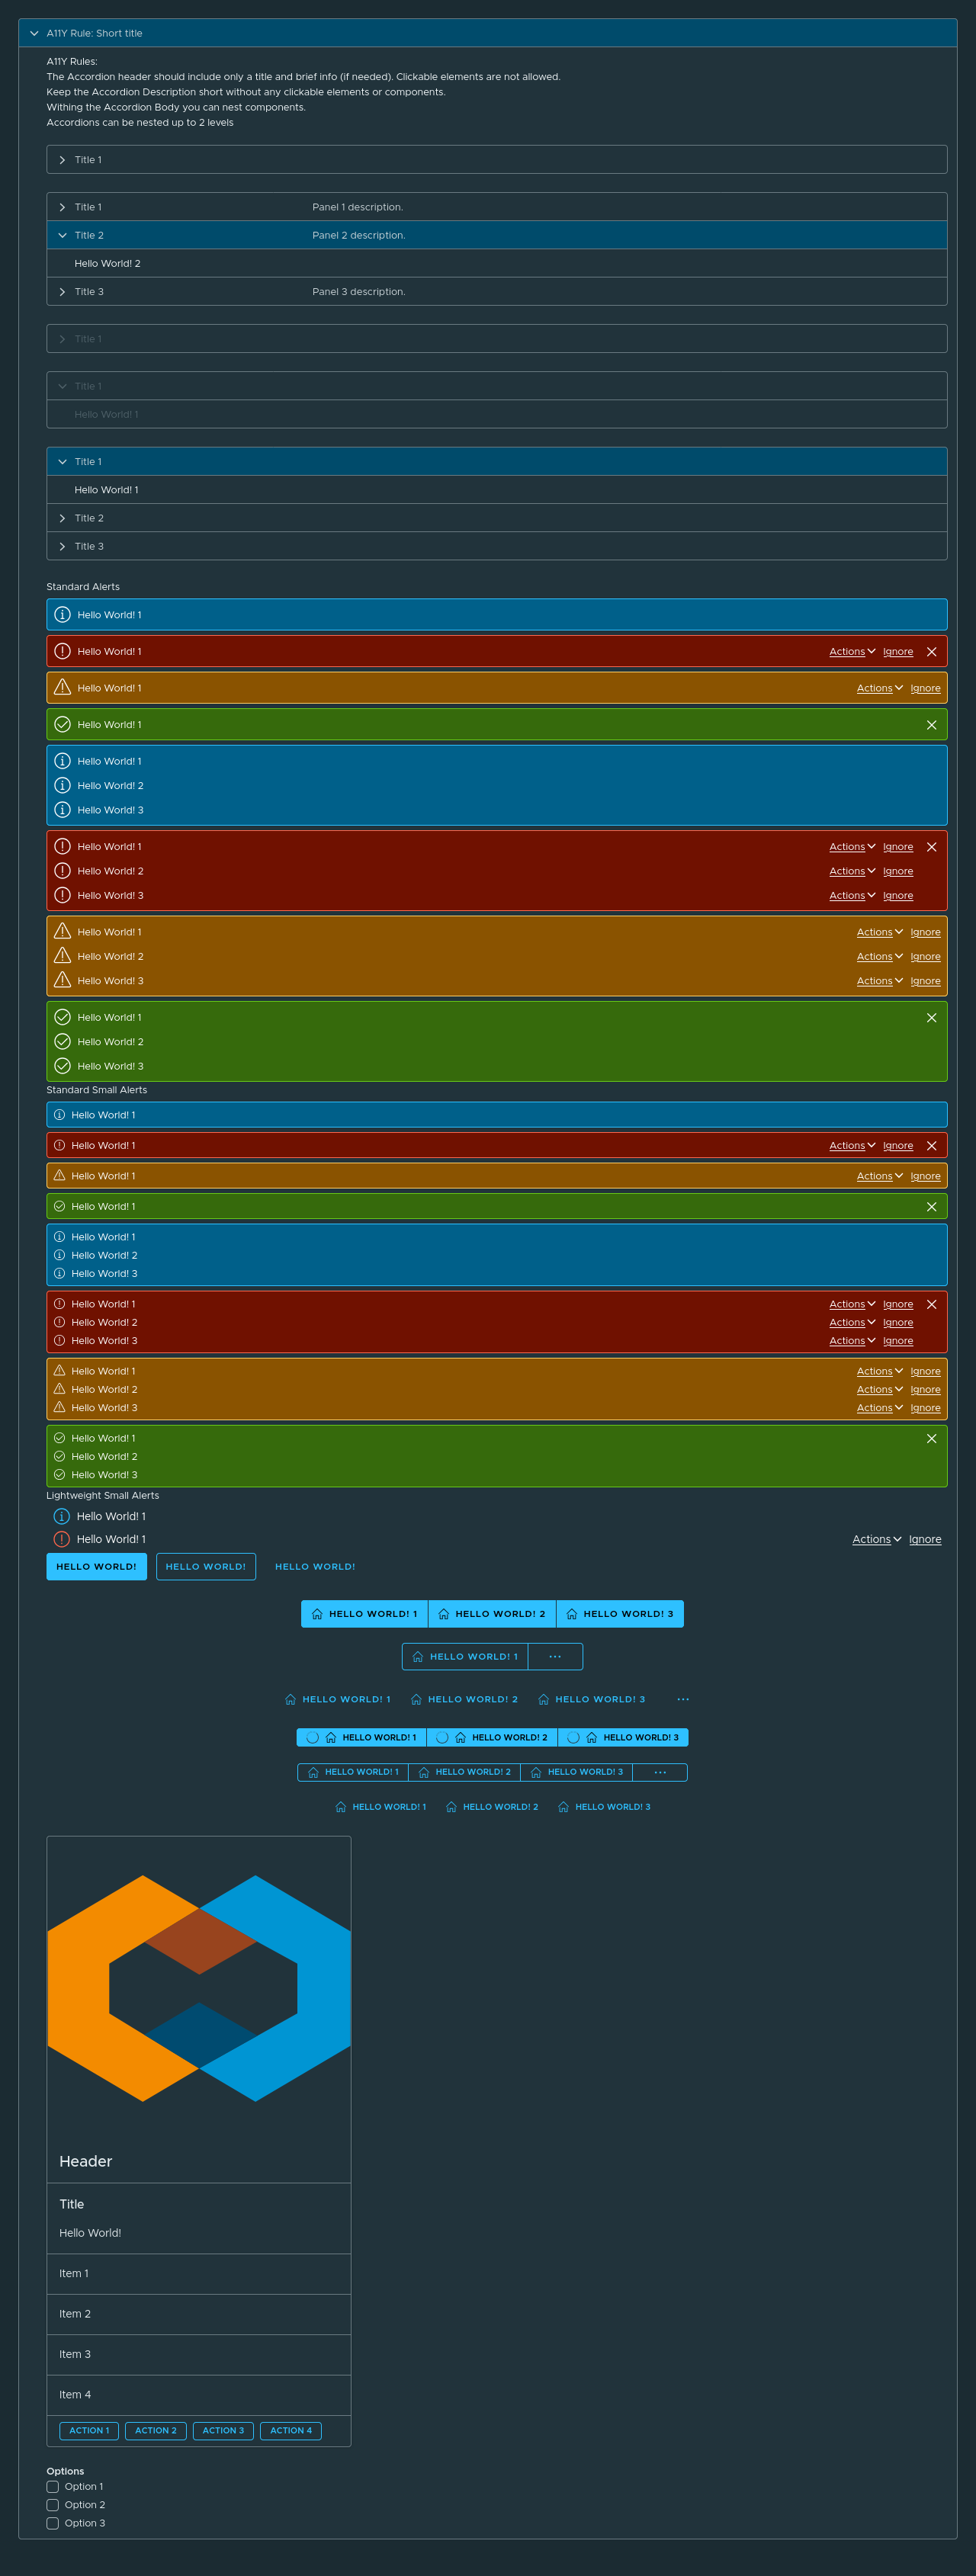 A11Y Rule: Short title
A11Y Rules:
The Accordion header should include only a title and brief info (if needed). Clickable elements are not allowed.
Keep the Accordion Description short without any clickable elements or components.
Withing the Accordion Body you can nest components.
Accordions can be nested up to 2 levels
Title 1
Title 1 Panel 1 description.
Title 2 Panel 2 description.
Hello World! 2
Title 3 Panel 3 description.
Title 1
Title 1
Hello World! 1
Title 1
Hello World! 1
Title 2
Title 3
Standard Alerts
Hello World! 1
Hello World! 1 Actions Ignore
Hello World! 1 Actions Ignore
Hello World! 1
Hello World! 1
Hello World! 2
Hello World! 3
Hello World! 1 Actions Ignore
Hello World! 2 Actions Ignore
Hello World! 3 Actions Ignore
Hello World! 1 Actions Ignore
Hello World! 2 Actions Ignore
Hello World! 3 Actions Ignore
Hello World! 1
Hello World! 2
Hello World! 3
Standard Small Alerts
Hello World! 1
Hello World! 1 Actions Ignore
Hello World! 1 Actions Ignore
Hello World! 1
Hello World! 1
Hello World! 2
Hello World! 3
Hello World! 1 Actions Ignore
Hello World! 2 Actions Ignore
Hello World! 3 Actions Ignore
Hello World! 1 Actions Ignore
Hello World! 2 Actions Ignore
Hello World! 3 Actions Ignore
Hello World! 1
Hello World! 2
Hello World! 3
Lightweight Small Alerts
Hello World! 1
Hello World! 1 Actions Ignore
HELLO WORLD! HELLO WORLD! HELLO WORLD!
HELLO WORLD! 1 HELLO WORLD! 2 HELLO WORLD! 3
HELLO WORLD! 1 ...
HELLO WORLD! 1 HELLO WORLD! 2 HELLO WORLD! 3 ...
HELLO WORLD! 1 HELLO WORLD! 2 HELLO WORLD! 3
HELLO WORLD! 1 HELLO WORLD! 2 HELLO WORLD! 3 ...
HELLO WORLD! 1 HELLO WORLD! 2 HELLO WORLD! 3
Header
Title
Hello World!
Item 1
Item 2
Item 3
Item 4
ACTION 1 ACTION 2 ACTION 3 ACTION 4
Options
Option 1
Option 2
Option 3